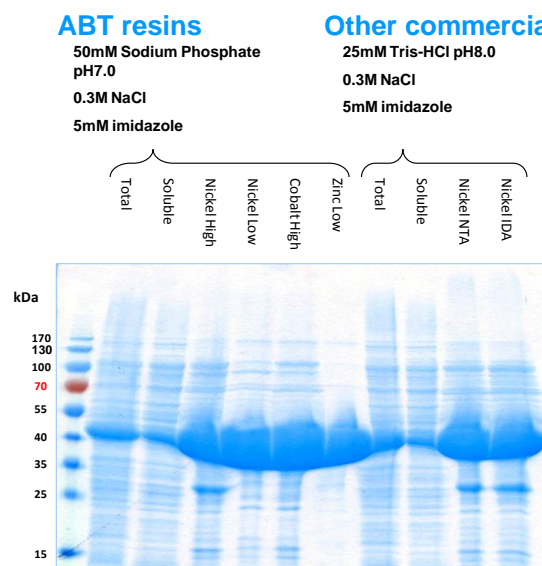 ABT resins
50mM Sodium Phosphate
pH7.0
0.3M NaCl
5mM imidazole
Other commercia
25mM Tris-HCl pH8.0
0.3M NaCl
5mM imidazole
Total
Soluble
Nickel High
Nickel Low
Cobalt High
Zinc Low
Total
Soluble
Nickel NTA
Nickel IDA
kDa
170
130
100
70
55
40
35
25
15